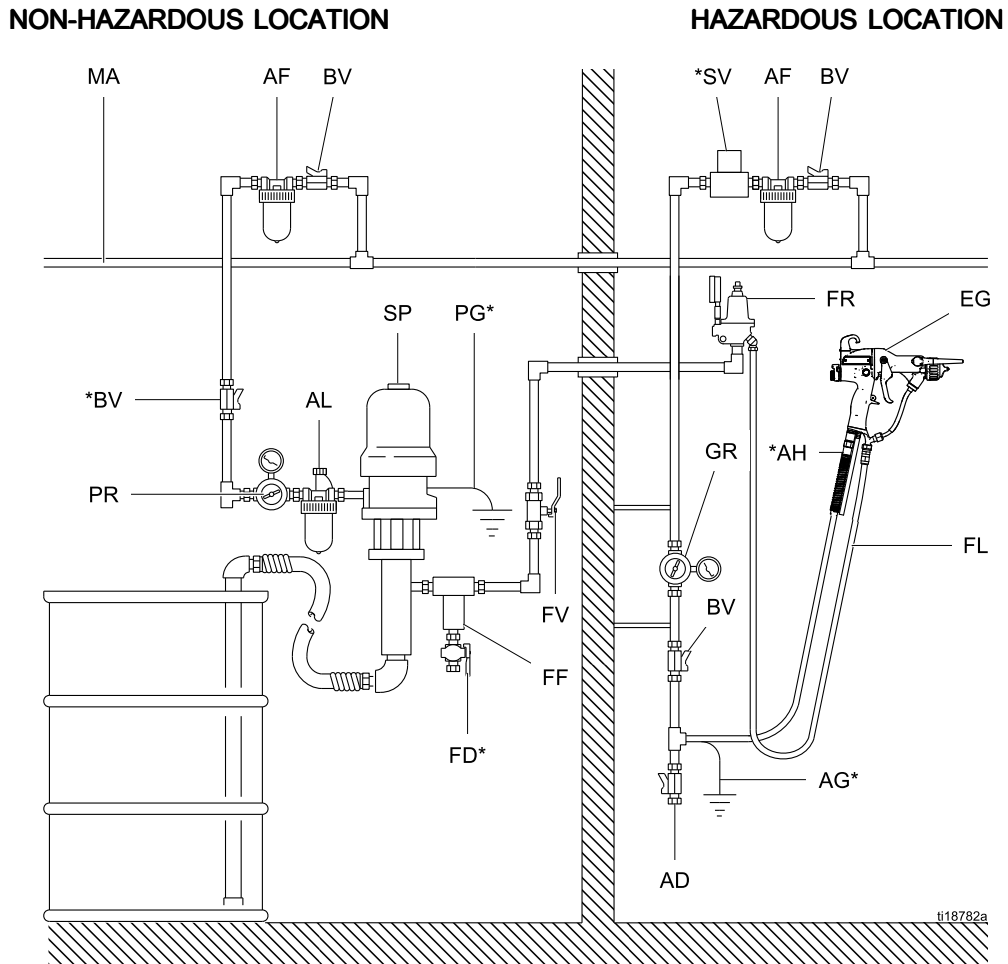 NON-HAZARDOUS LOCATION
HAZARDOUS LOCATION
MA
AF
BV
*SV
AF
BV
FR
EG
SP
PG*
*BV
AL
GR
*AH
PR
FL
FV
BV
FF
FD*
AG*
AD
ti18782a